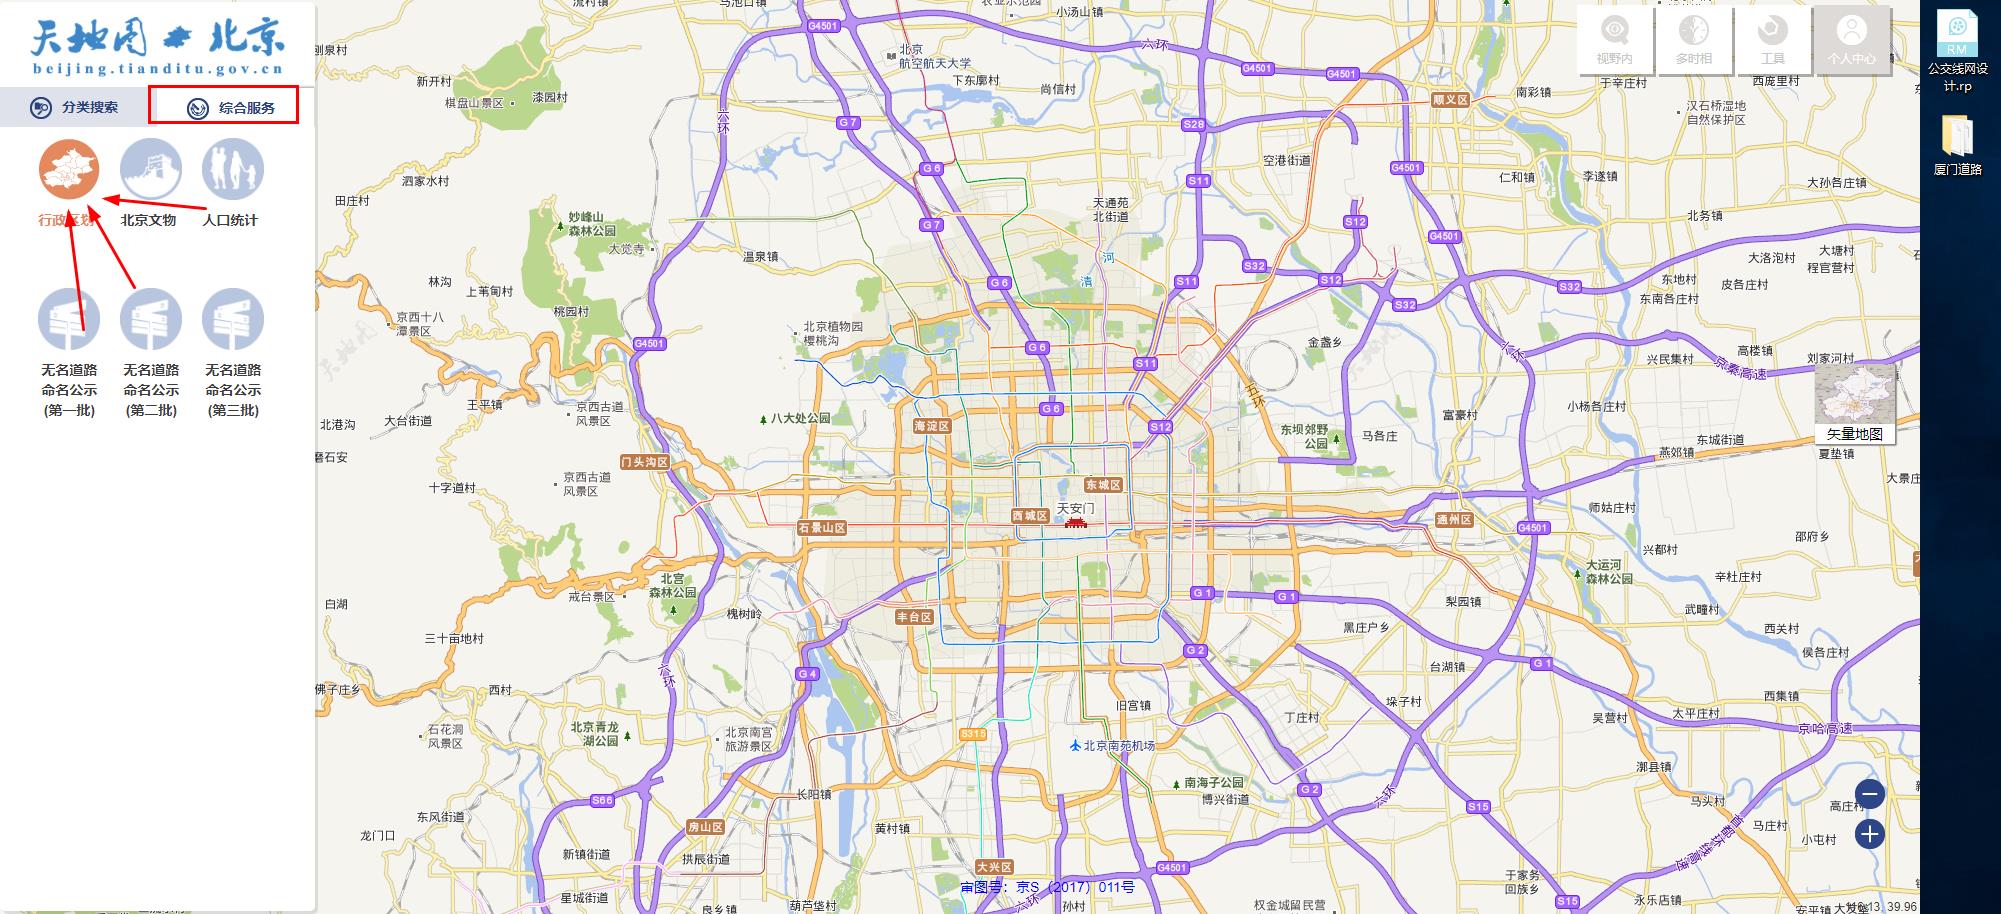 天地图 北京
beijing.tianditu.gov.cn
分类搜索
综合服务
行政区划
北京文物
人口统计
无名道路
命名公示
(第一批)
无名道路
命名公示
(第二批)
无名道路
命名公示
(第三批)
视野内
多时相
工具
个人中心
公交线网设
计.rp
RM
厦门道路
矢量地图
小汤山镇
G4501
六环
北京
航空航天大学
下东廓村
尚信村
G4501
G4501
顺义区
南彩镇
于辛庄村
西庞里村
汉石桥湿地
自然保护区
新开村
棋盘山景区
漆园村
六环
G7
S28
G6
空港街道
G4501
仁和镇
李遂镇
大孙各庄镇
泗家水村
田庄村
S11
天通苑
北街道
S12
北务镇
妙峰山
森林公园
大觉寺
温泉镇
G7
河
清
S32
G4501
大塘村
大洛泡村
程官营村
林沟
上苇甸村
桃园村
G6
S11
S12
S32
S32
东地村
东南各庄村
皮各庄村
京西十八
潭景区
北京植物园
樱桃沟
G4501
G6
S11
金盏乡
六环
兴民集村
高楼镇
刘家河村
京秦高速
五环
王平镇
大台街道
北港沟
京西古道
风景区
八大处公园
海淀区
G6
S12
东坝郊野
公园
马各庄
富豪村
小杨各庄村
东城街道
燕郊镇
夏垫镇
磨石安
门头沟区
十字道村
京西古道
风景区
东城区
西城区
天安门
石景山区
通州区
G4501
大景庄
师姑庄村
邵府乡
兴都村
白湖
戒台景区
北宫
森林公园
槐树岭
丰台区
G1
G1
大运河
森林公园
辛杜庄村
梨园镇
武疃村
三十亩地村
黑庄户乡
西关村
侯各庄村
G2
G1
台湖镇
六环
G4
佛子庄乡
西村
旧宫镇
垛子村
丁庄村
吴营村
西集镇
太平庄村
京哈高速
石花洞
风景区
北京青龙
湖公园
北京南宫
旅游景区
S315
北京南苑机场
南海子公园
博兴街道
漷县镇
G2
六环
S15
马头村
高庄村
马庄村
小屯村
首都环线高速
S66
长阳镇
东风街道
龙门口
房山区
黄村镇
新镇街道
拱辰街道
大兴区
G4501
审图号：京S（2017）011号
星城街道
良乡镇
葫芦垡村
六环
孙村
权金城留民营
于家务
回族乡
S15
永乐店镇
安平镇